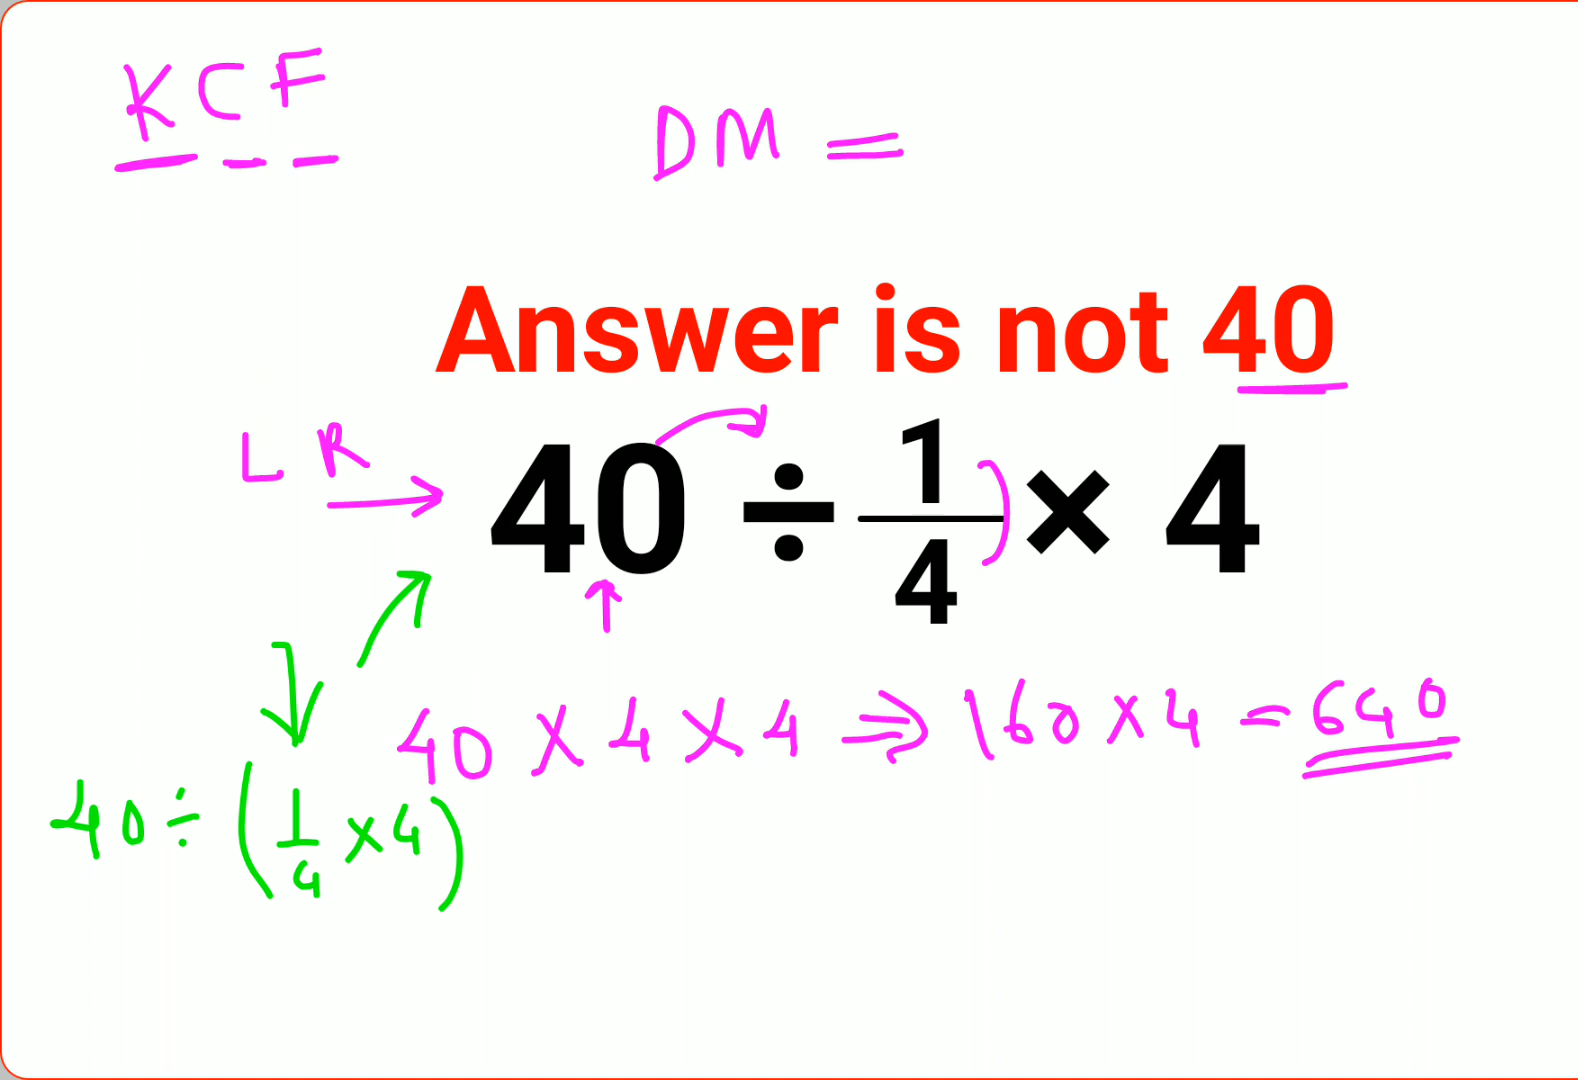 KCF
DM =
Answer is not 40
LR → 40 ÷ 1/4 ) × 4
40 × 4 × 4 ⇒ 160 × 4 = 640
40 ÷ (1/4 × 4)